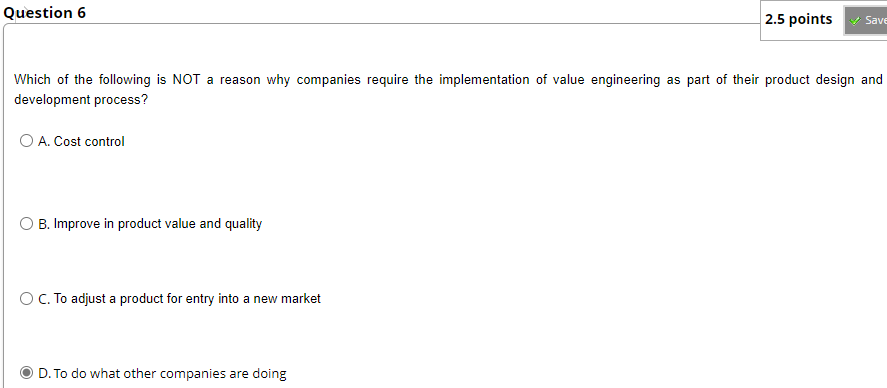 Question 6
2.5 points
Save
Which of the following is NOT a reason why companies require the implementation of value engineering as part of their product design and
development process?
A. Cost control
B. Improve in product value and quality
C. To adjust a product for entry into a new market
D. To do what other companies are doing